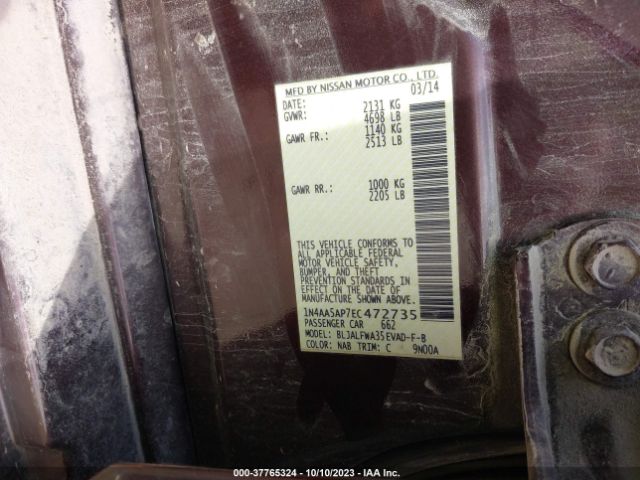 MFD BY NISSAN MOTOR CO., LTD.
03/14
DATE: 2131 KG
GVWR: 4698 LB
GAWR FR.: 1140 KG
2513 LB
GAWR RR.: 1000 KG
2205 LB
THIS VEHICLE CONFORMS TO
ALL APPLICABLE FEDERAL
MOTOR VEHICLE SAFETY,
BUMPER, AND THEFT
PREVENTION STANDARDS IN
EFFECT ON THE DATE OF
MANUFACTURE SHOWN ABOVE.
1N4AA5AP7EC472735
PASSENGER CAR 662
MODEL: BLJALFWA35EVAD-F-B
COLOR: NAB TRIM: C 9N00A
000-37765324 - 10/10/2023 - IAA Inc.